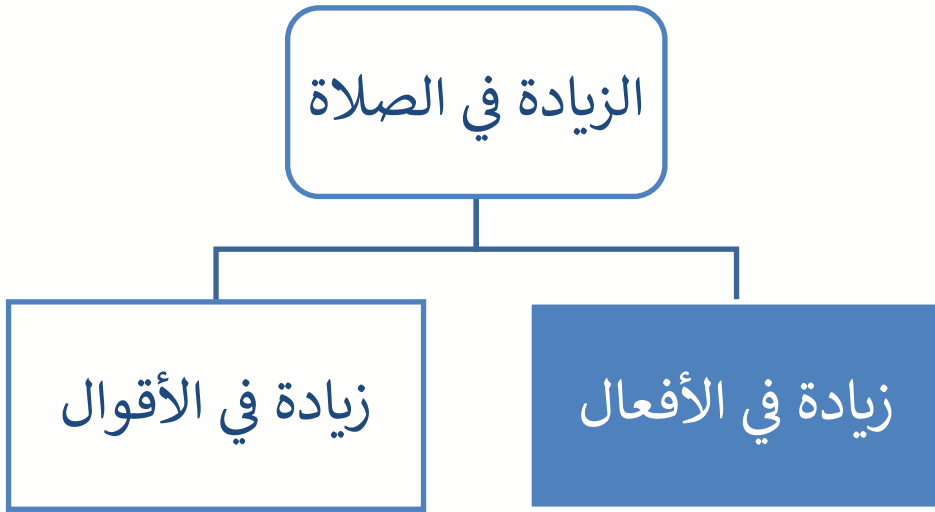 الزيادة في الصلاة
زيادة في الأفعال
زيادة في الأقوال